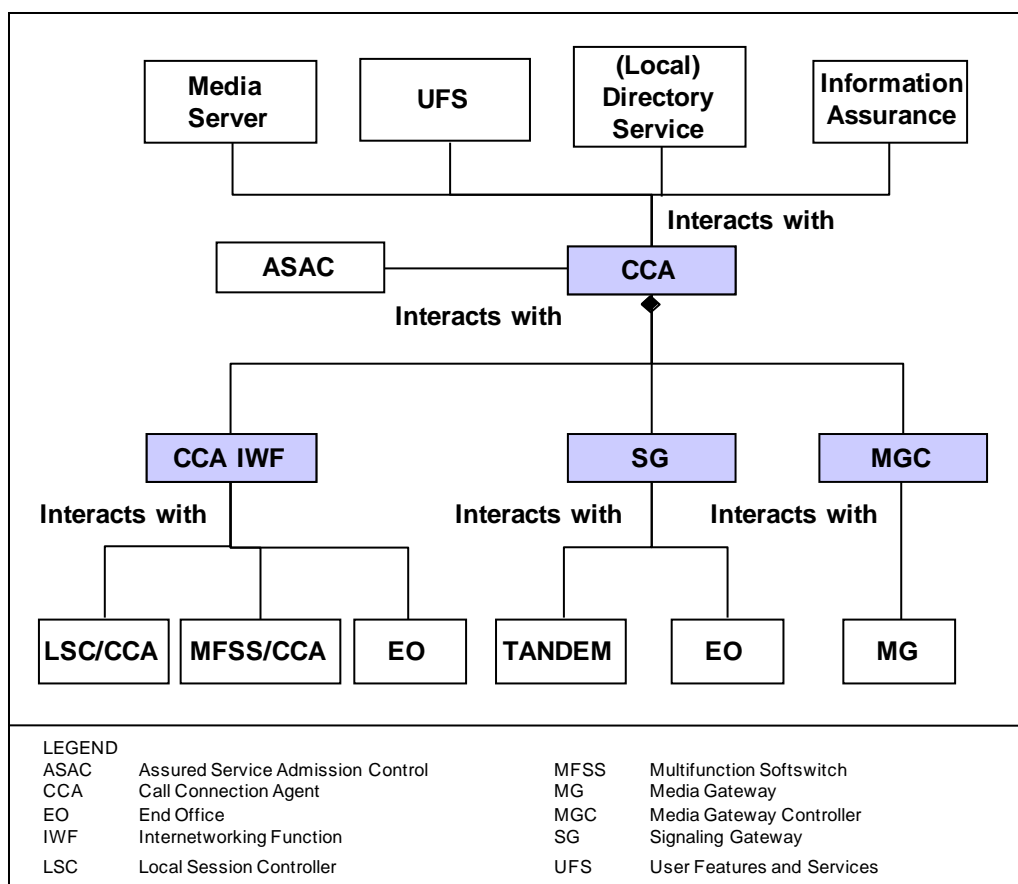 Media
Server
UFS
(Local)
Directory
Service
Information
Assurance
Interacts with
ASAC
CCA
Interacts with
CCA IWF
SG
MGC
Interacts with
Interacts with
Interacts with
LSC/CCA
MFSS/CCA
EO
TANDEM
EO
MG
LEGEND
ASAC Assured Service Admission Control
CCA Call Connection Agent
EO End Office
IWF Internetworking Function
LSC Local Session Controller
MFSS Multifunction Softswitch
MG Media Gateway
MGC Media Gateway Controller
SG Signaling Gateway
UFS User Features and Services